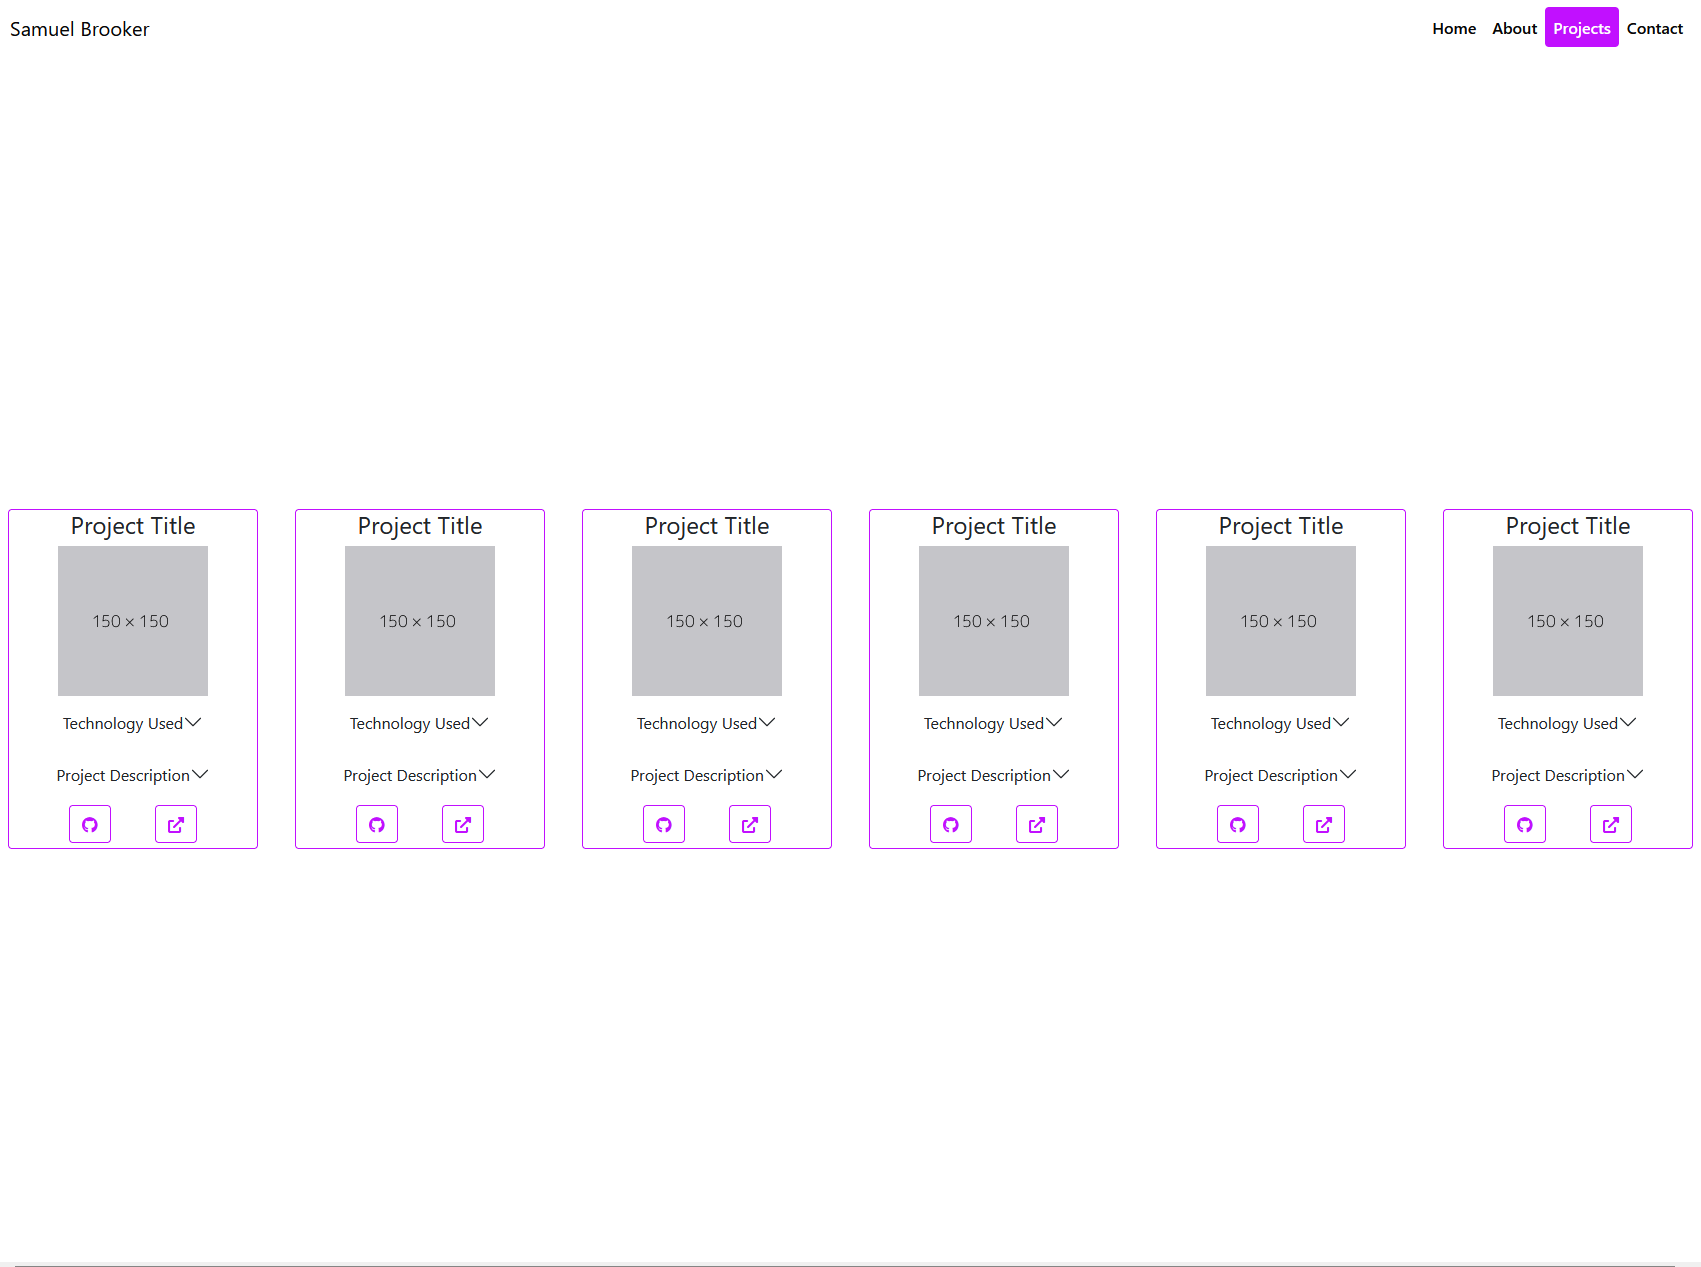 Samuel Brooker
Home About Projects Contact
Project Title Project Title Project Title Project Title Project Title Project Title
150 × 150 150 × 150 150 × 150 150 × 150 150 × 150 150 × 150
Technology Used Technology Used Technology Used Technology Used Technology Used Technology Used
Project Description Project Description Project Description Project Description Project Description Project Description